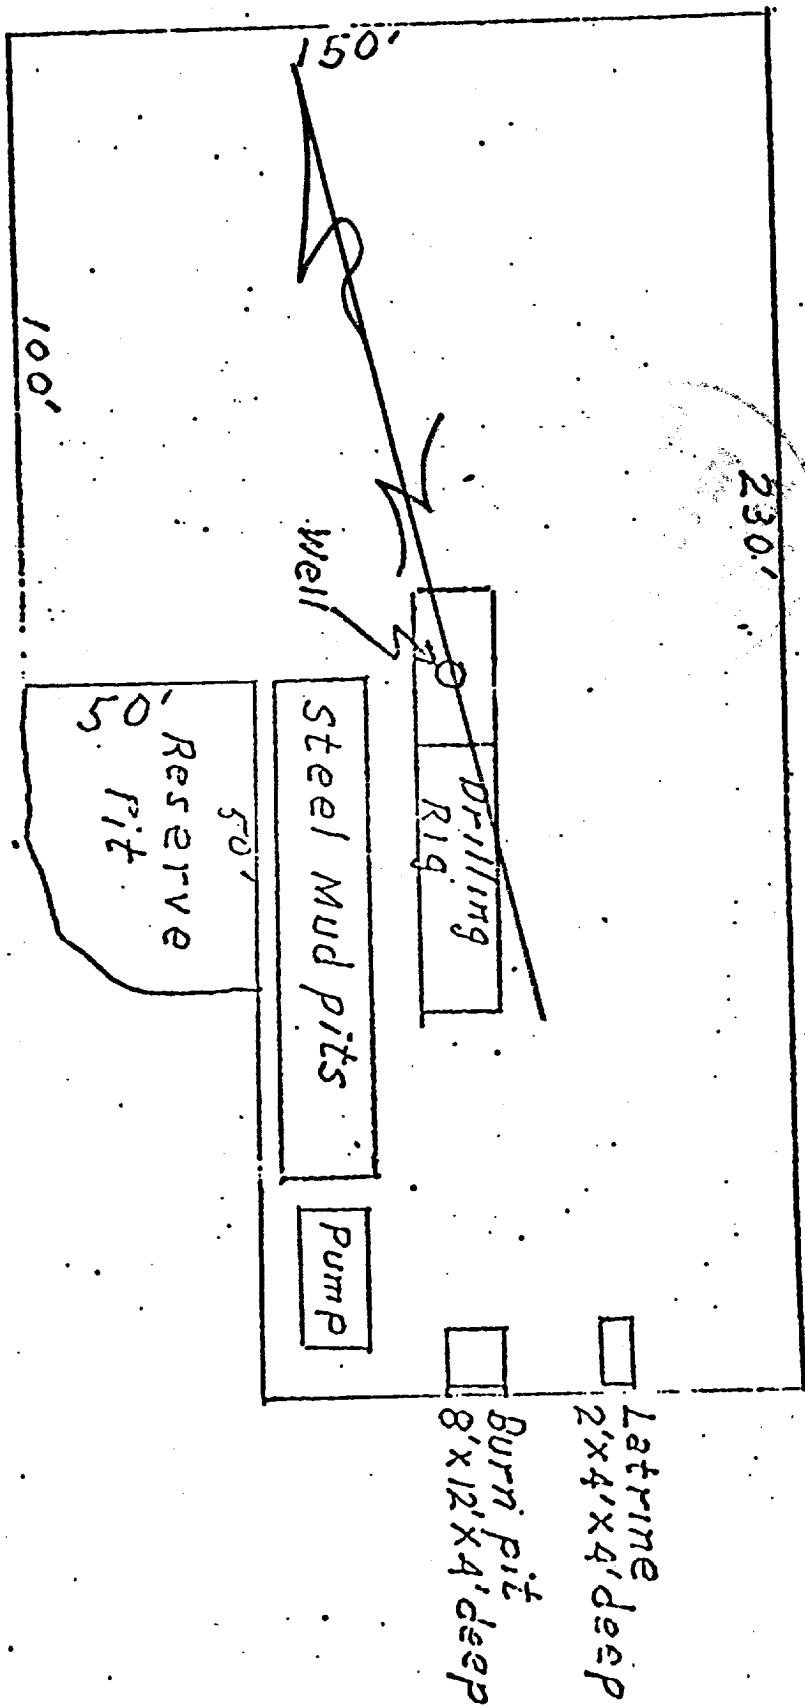 230'
Latrine
2'x4'x4' deep
Burn pit
8'x12'x4' deep
150'
Well
Drilling
Rig
Steel Mud pits
Pump
50'
50'
Reserve
Pit
100'
N